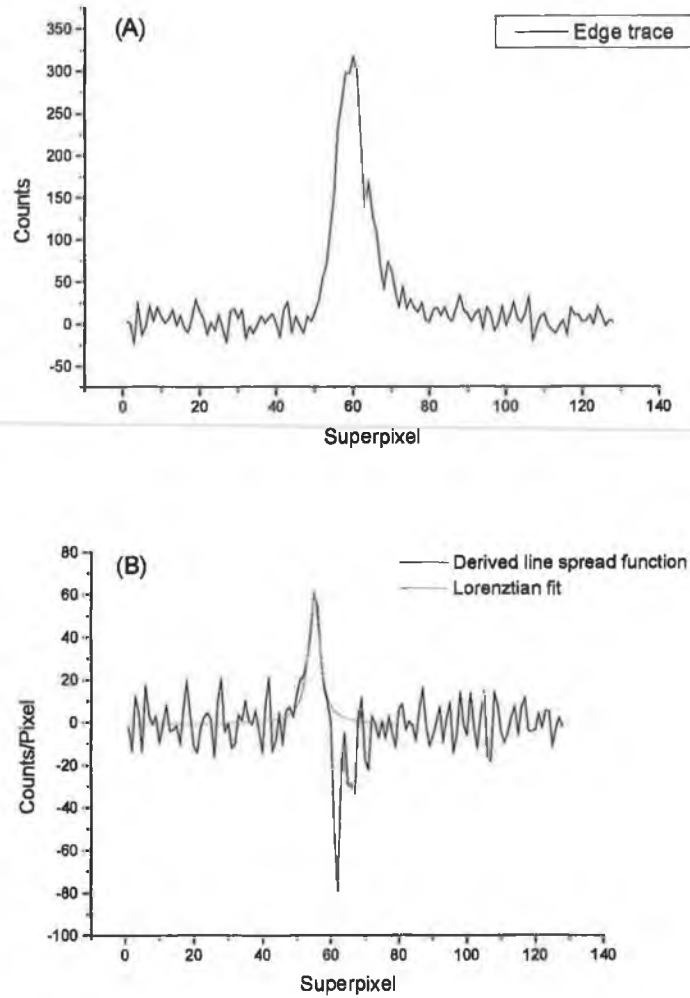 (A)
Edge trace
350
300
250
200
150
100
50
0
-50
Counts
0 20 40 60 80 100 120 140
Superpixel
(B)
Derived line spread function
Lorenztian fit
80
60
40
20
0
-20
-40
-60
-80
-100
Counts/Pixel
0 20 40 60 80 100 120 140
Superpixel